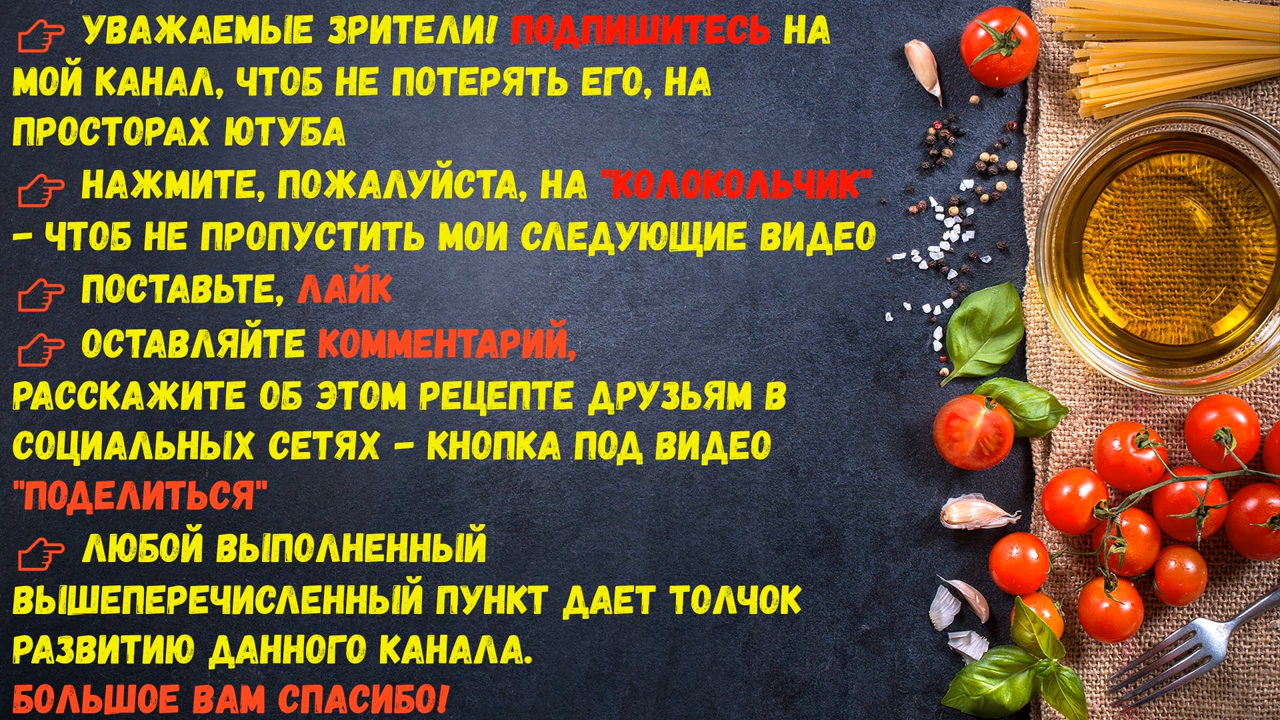 👉 УВАЖАЕМЫЕ ЗРИТЕЛИ! ПОДПИШИТЕСЬ НА
МОЙ КАНАЛ, ЧТОБ НЕ ПОТЕРЯТЬ ЕГО, НА
ПРОСТОРАХ ЮТУБА
👉 НАЖМИТЕ, ПОЖАЛУЙСТА, НА "КОЛОКОЛЬЧИК"
- ЧТОБ НЕ ПРОПУСТИТЬ МОИ СЛЕДУЮЩИЕ ВИДЕО
👉 ПОСТАВЬТЕ, ЛАЙК
👉 ОСТАВЛЯЙТЕ КОММЕНТАРИЙ,
РАССКАЖИТЕ ОБ ЭТОМ РЕЦЕПТЕ ДРУЗЬЯМ В
СОЦИАЛЬНЫХ СЕТЯХ - КНОПКА ПОД ВИДЕО
"ПОДЕЛИТЬСЯ"
👉 ЛЮБОЙ ВЫПОЛНЕННЫЙ
ВЫШЕПЕРЕЧИСЛЕННЫЙ ПУНКТ ДАЕТ ТОЛЧОК
РАЗВИТИЮ ДАННОГО КАНАЛА.
БОЛЬШОЕ ВАМ СПАСИБО!